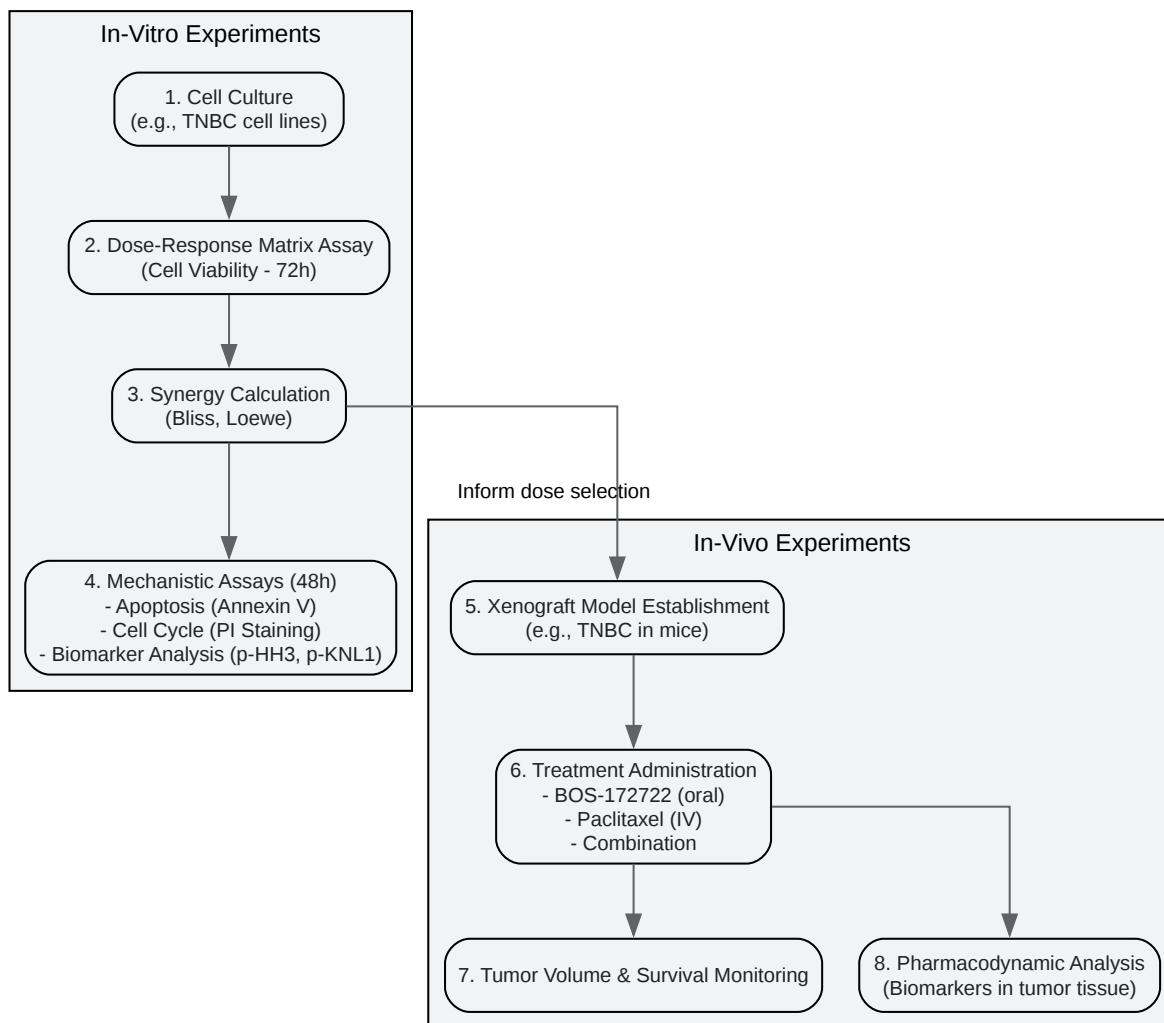 In-Vitro Experiments
1. Cell Culture
(e.g., TNBC cell lines)
2. Dose-Response Matrix Assay
(Cell Viability - 72h)
3. Synergy Calculation
(Bliss, Loewe)
4. Mechanistic Assays (48h)
- Apoptosis (Annexin V)
- Cell Cycle (PI Staining)
- Biomarker Analysis (p-HH3, p-KNL1)
Inform dose selection
In-Vivo Experiments
5. Xenograft Model Establishment
(e.g., TNBC in mice)
6. Treatment Administration
- BOS-172722 (oral)
- Paclitaxel (IV)
- Combination
7. Tumor Volume & Survival Monitoring
8. Pharmacodynamic Analysis
(Biomarkers in tumor tissue)